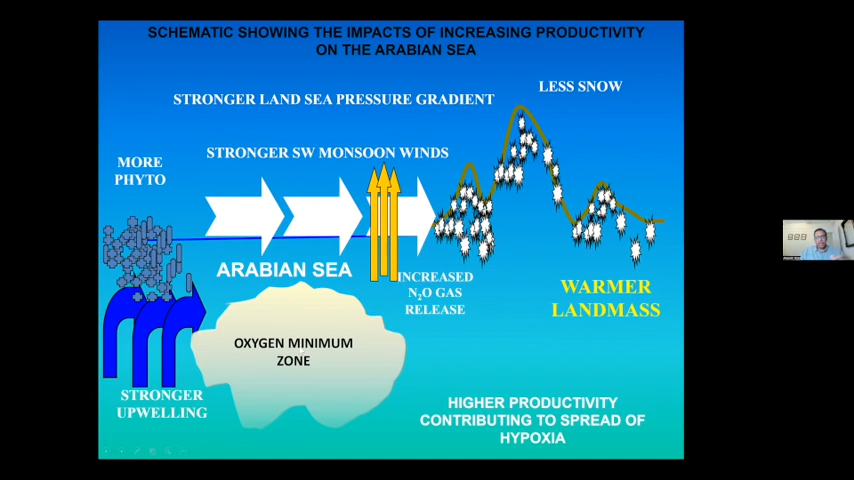 SCHEMATIC SHOWING THE IMPACTS OF INCREASING PRODUCTIVITY
ON THE ARABIAN SEA
LESS SNOW
STRONGER LAND SEA PRESSURE GRADIENT
STRONGER SW MONSOON WINDS
MORE
PHYTO
ARABIAN SEA
INCREASED
N₂O GAS
RELEASE
WARMER
LANDMASS
OXYGEN MINIMUM
ZONE
STRONGER
UPWELLING
HIGHER PRODUCTIVITY
CONTRIBUTING TO SPREAD OF
HYPOXIA